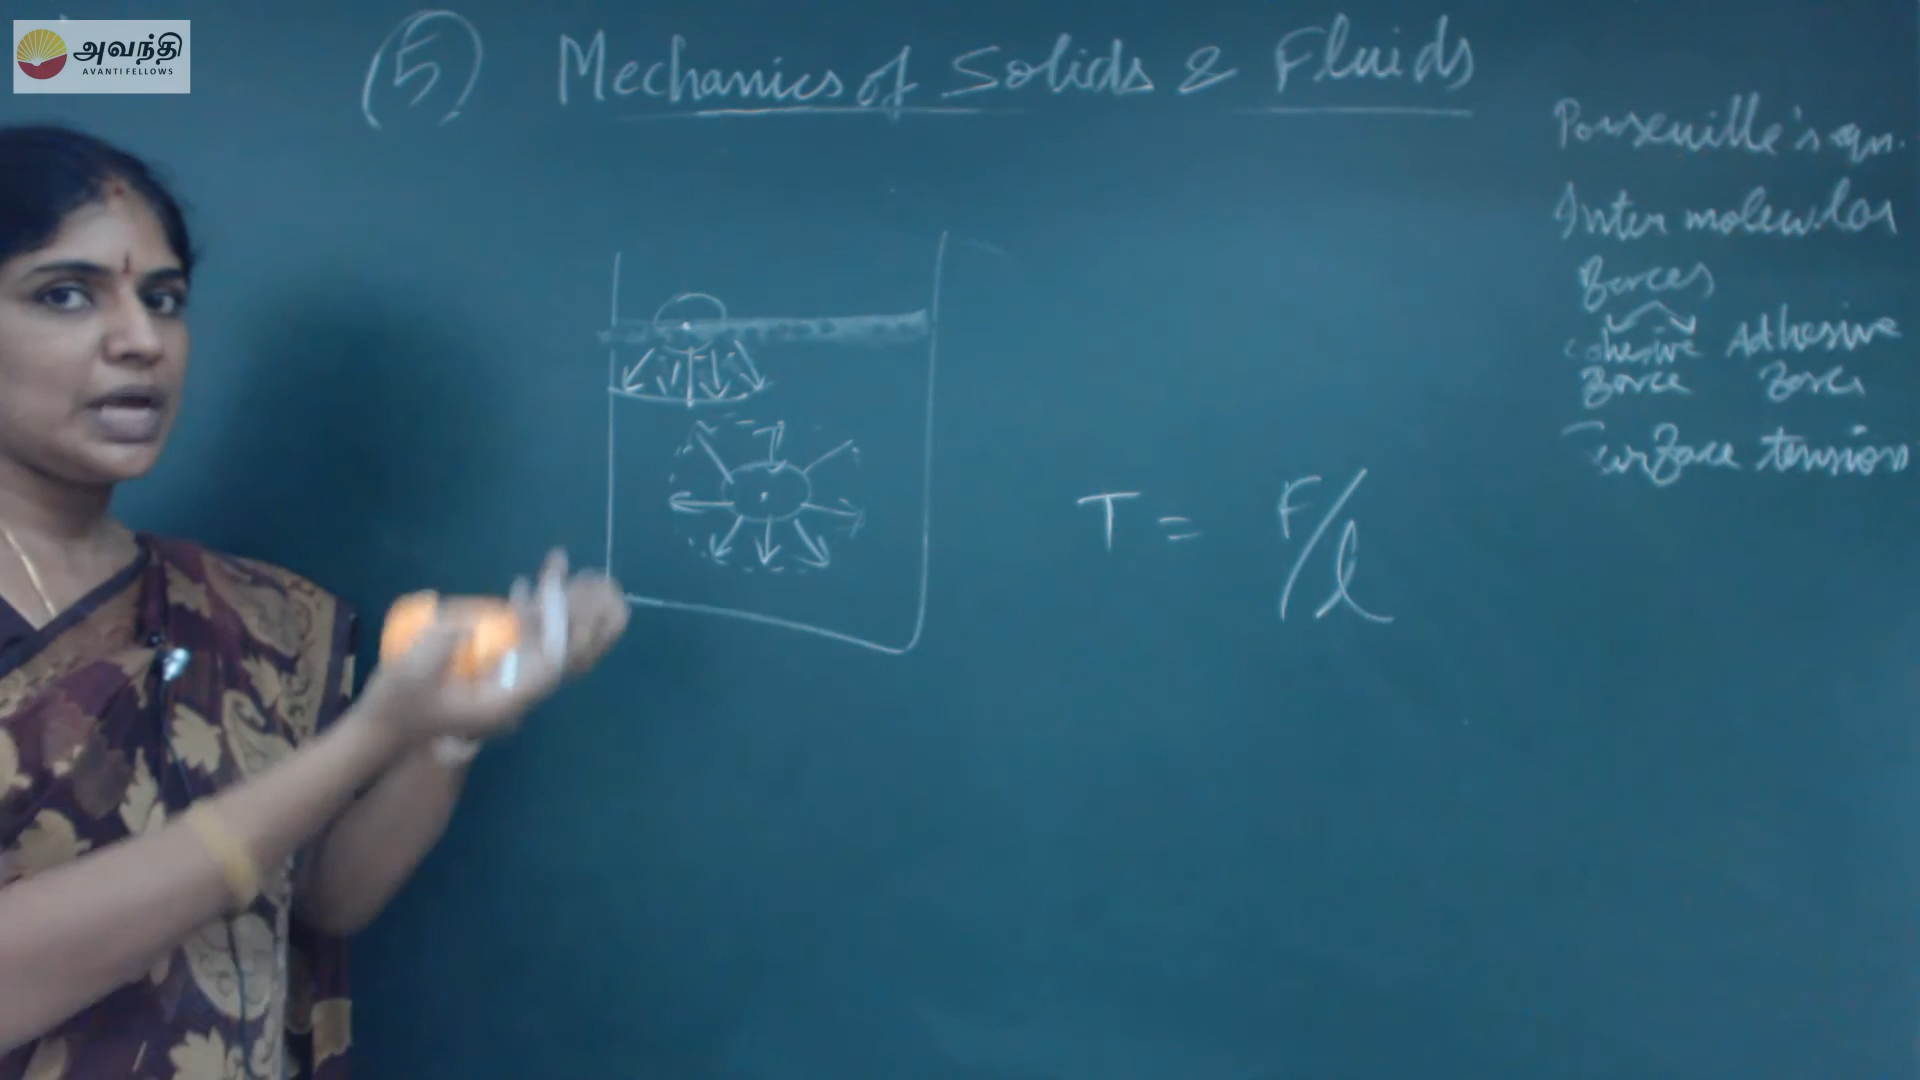 அவந்தி
AVANTI FELLOWS
(5) Mechanics of Solids & Fluids
Poiseuille's eqn.
Inter molecular
Forces
Cohesive Adhesive
Force Force
Surface tension
T = F/l